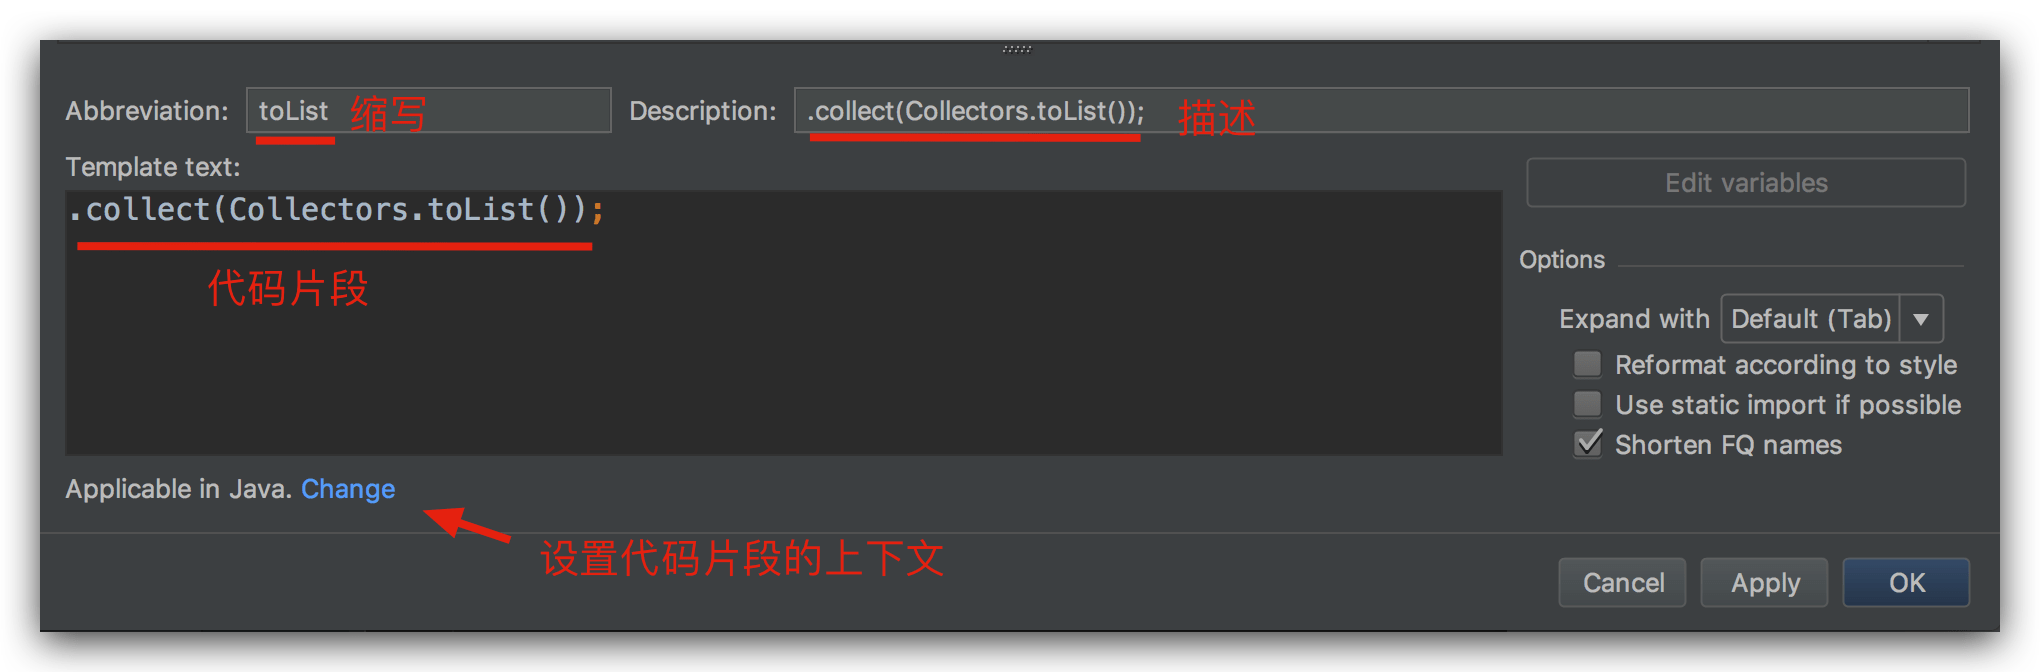 Abbreviation: toList 缩写 Description: .collect(Collectors.toList()); 描述
Template text:
.collect(Collectors.toList());
代码片段
Edit variables
Options
Expand with Default (Tab)
Reformat according to style
Use static import if possible
Shorten FQ names
Applicable in Java. Change
设置代码片段的上下文
Cancel Apply OK